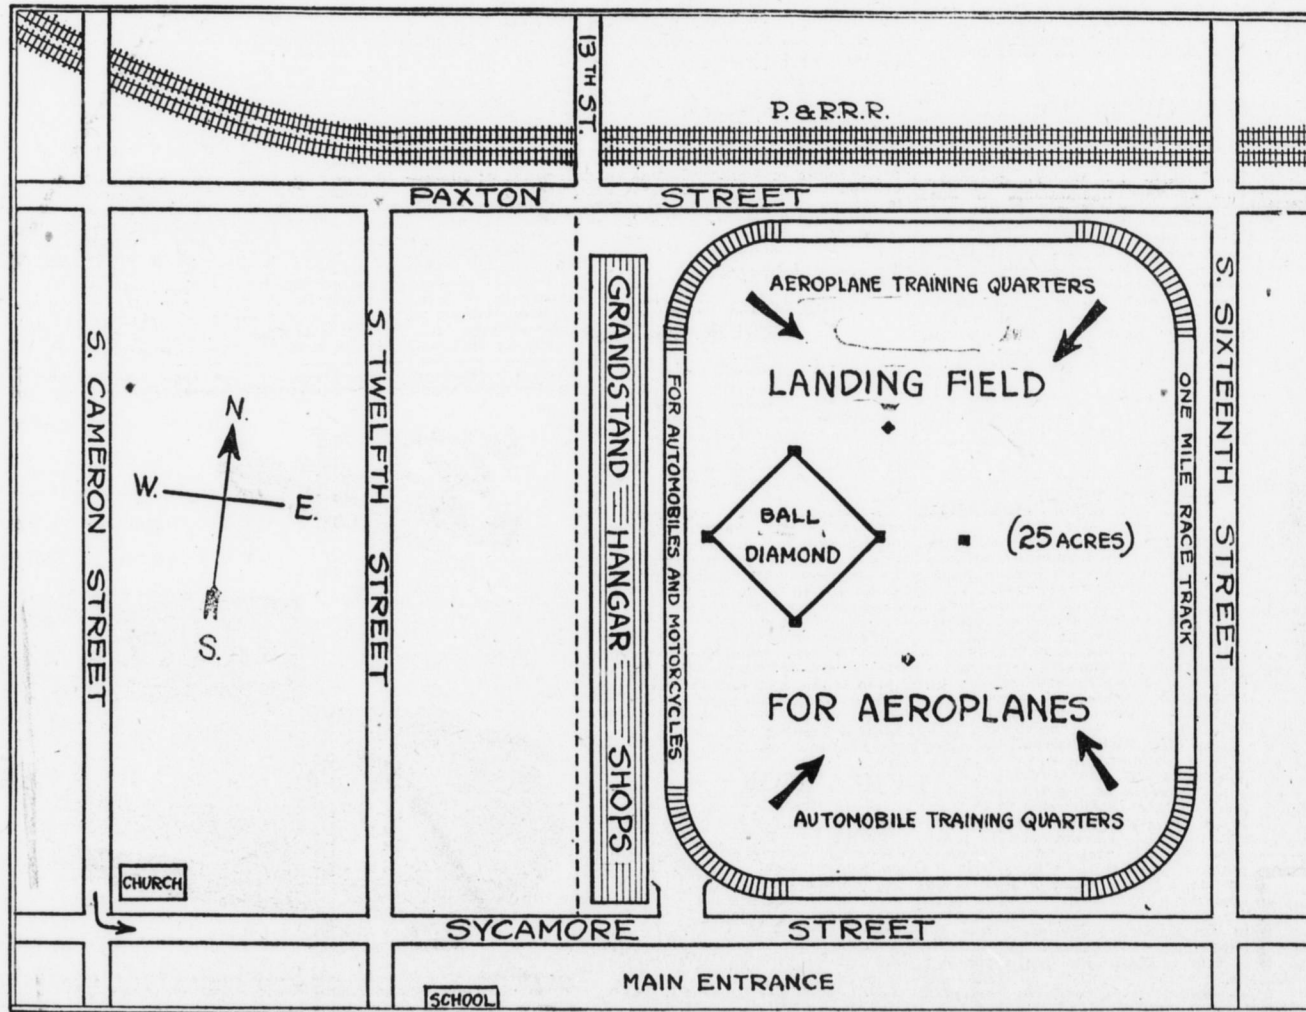 13TH ST.
P. & R.R.R.
PAXTON STREET
AEROPLANE TRAINING QUARTERS
LANDING FIELD
S. CAMERON STREET
S. TWELFTH STREET
GRANDSTAND = HANGAR = SHOPS
FOR AUTOMOBILES AND MOTORCYCLES
ONE MILE RACE TRACK
S. SIXTEENTH STREET
N.
W.
E.
S.
BALL
DIAMOND
(25 ACRES)
FOR AEROPLANES
AUTOMOBILE TRAINING QUARTERS
CHURCH
SYCAMORE STREET
MAIN ENTRANCE
SCHOOL